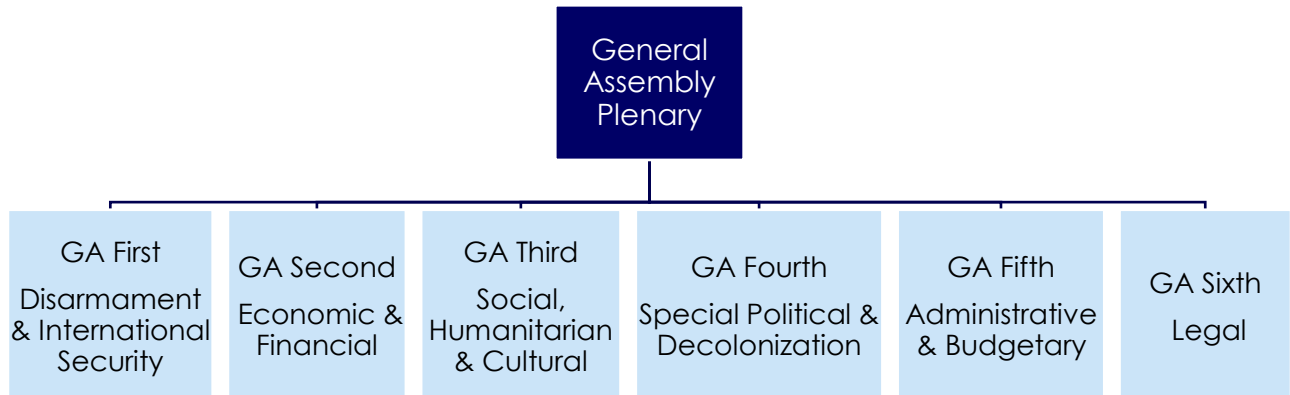 General
Assembly
Plenary
GA First
Disarmament
& International
Security
GA Second
Economic &
Financial
GA Third
Social,
Humanitarian
& Cultural
GA Fourth
Special Political &
Decolonization
GA Fifth
Administrative
& Budgetary
GA Sixth
Legal